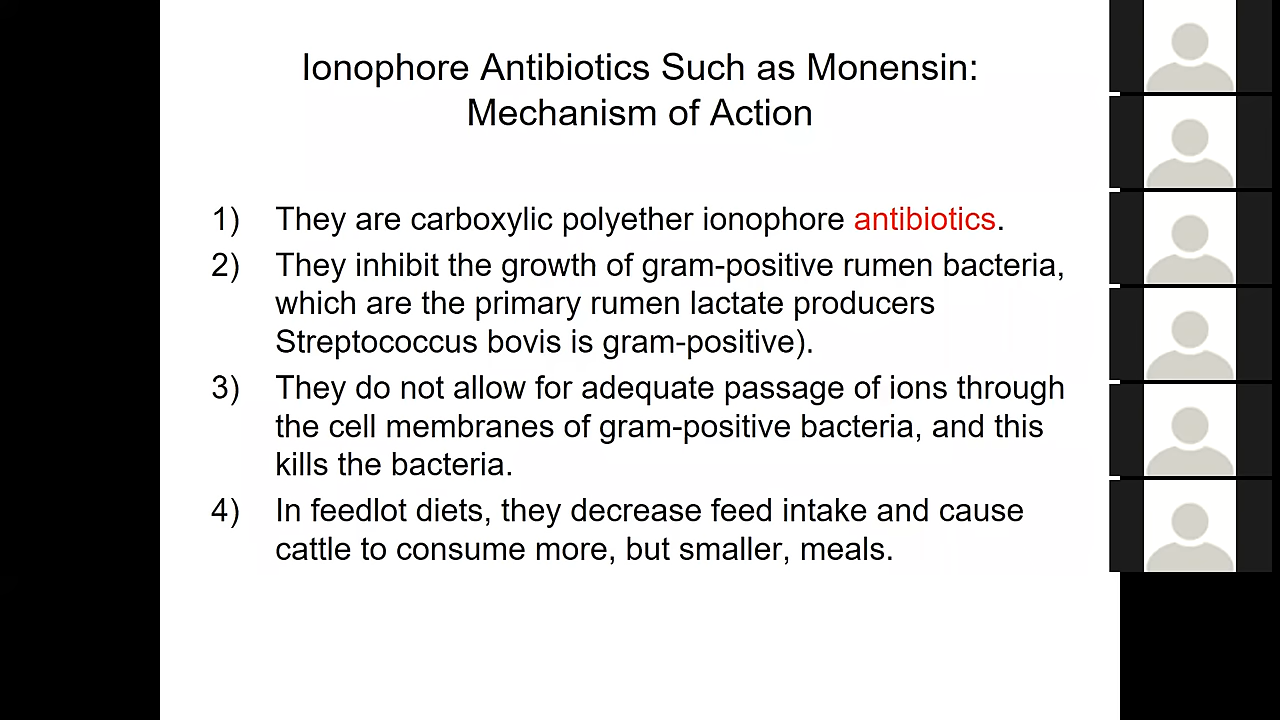 Ionophore Antibiotics Such as Monensin:
Mechanism of Action
1) They are carboxylic polyether ionophore antibiotics.
2) They inhibit the growth of gram-positive rumen bacteria,
which are the primary rumen lactate producers
Streptococcus bovis is gram-positive).
3) They do not allow for adequate passage of ions through
the cell membranes of gram-positive bacteria, and this
kills the bacteria.
4) In feedlot diets, they decrease feed intake and cause
cattle to consume more, but smaller, meals.